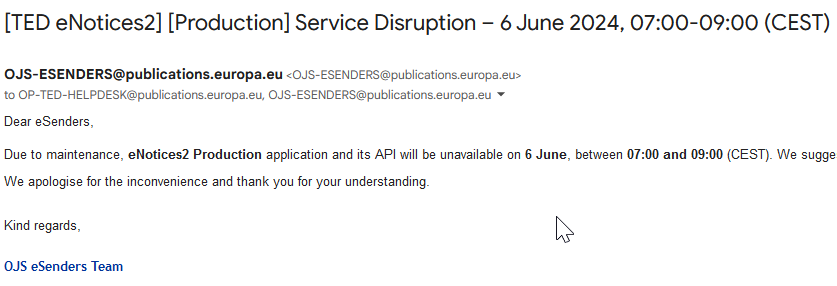 [TED eNotices2] [Production] Service Disruption – 6 June 2024, 07:00-09:00 (CEST)
OJS-ESENDERS@publications.europa.eu <OJS-ESENDERS@publications.europa.eu>
to OP-TED-HELPDESK@publications.europa.eu, OJS-ESENDERS@publications.europa.eu
Dear eSenders,
Due to maintenance, eNotices2 Production application and its API will be unavailable on 6 June, between 07:00 and 09:00 (CEST). We sugge
We apologise for the inconvenience and thank you for your understanding.
Kind regards,
OJS eSenders Team